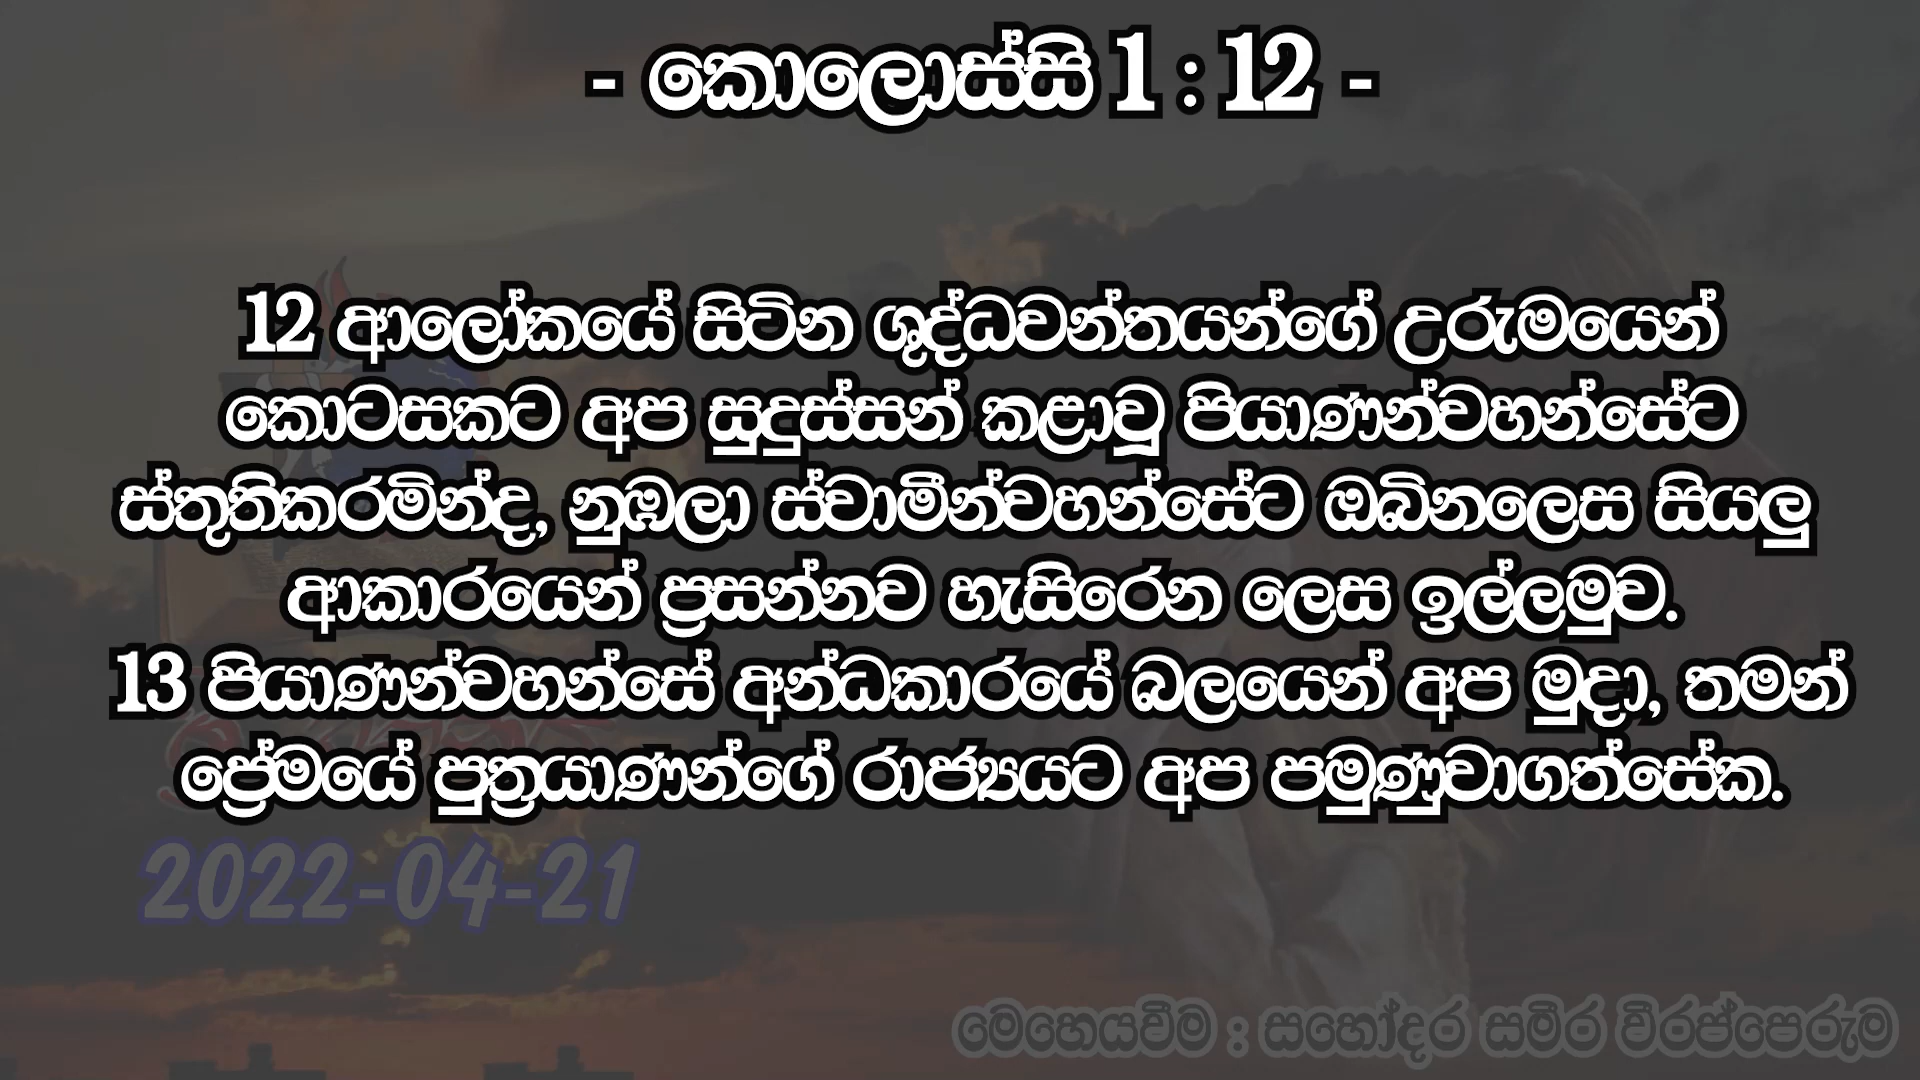 - කොලොස්සි 1 : 12 -
12 ආලෝකයේ සිටින ශුද්ධවන්තයන්ගේ උරුමයෙන්
කොටසකට අප සුදුස්සන් කළාවූ පියාණන්වහන්සේට
ස්තුතිකරමින්ද, නුඹලා ස්වාමීන්වහන්සේට ඔබිනලෙස සියලු
ආකාරයෙන් ප්‍රසන්නව හැසිරෙන ලෙස ඉල්ලමුව.
13 පියාණන්වහන්සේ අන්ධකාරයේ බලයෙන් අප මුදා, තමන්
ප්‍රේමයේ පුත්‍රයාණන්ගේ රාජ්‍යයට අප පමුණුවාගත්සේක.
2022-04-21
මෙහෙයවීම : සහෝදර සමීර වීරප්පෙරුම